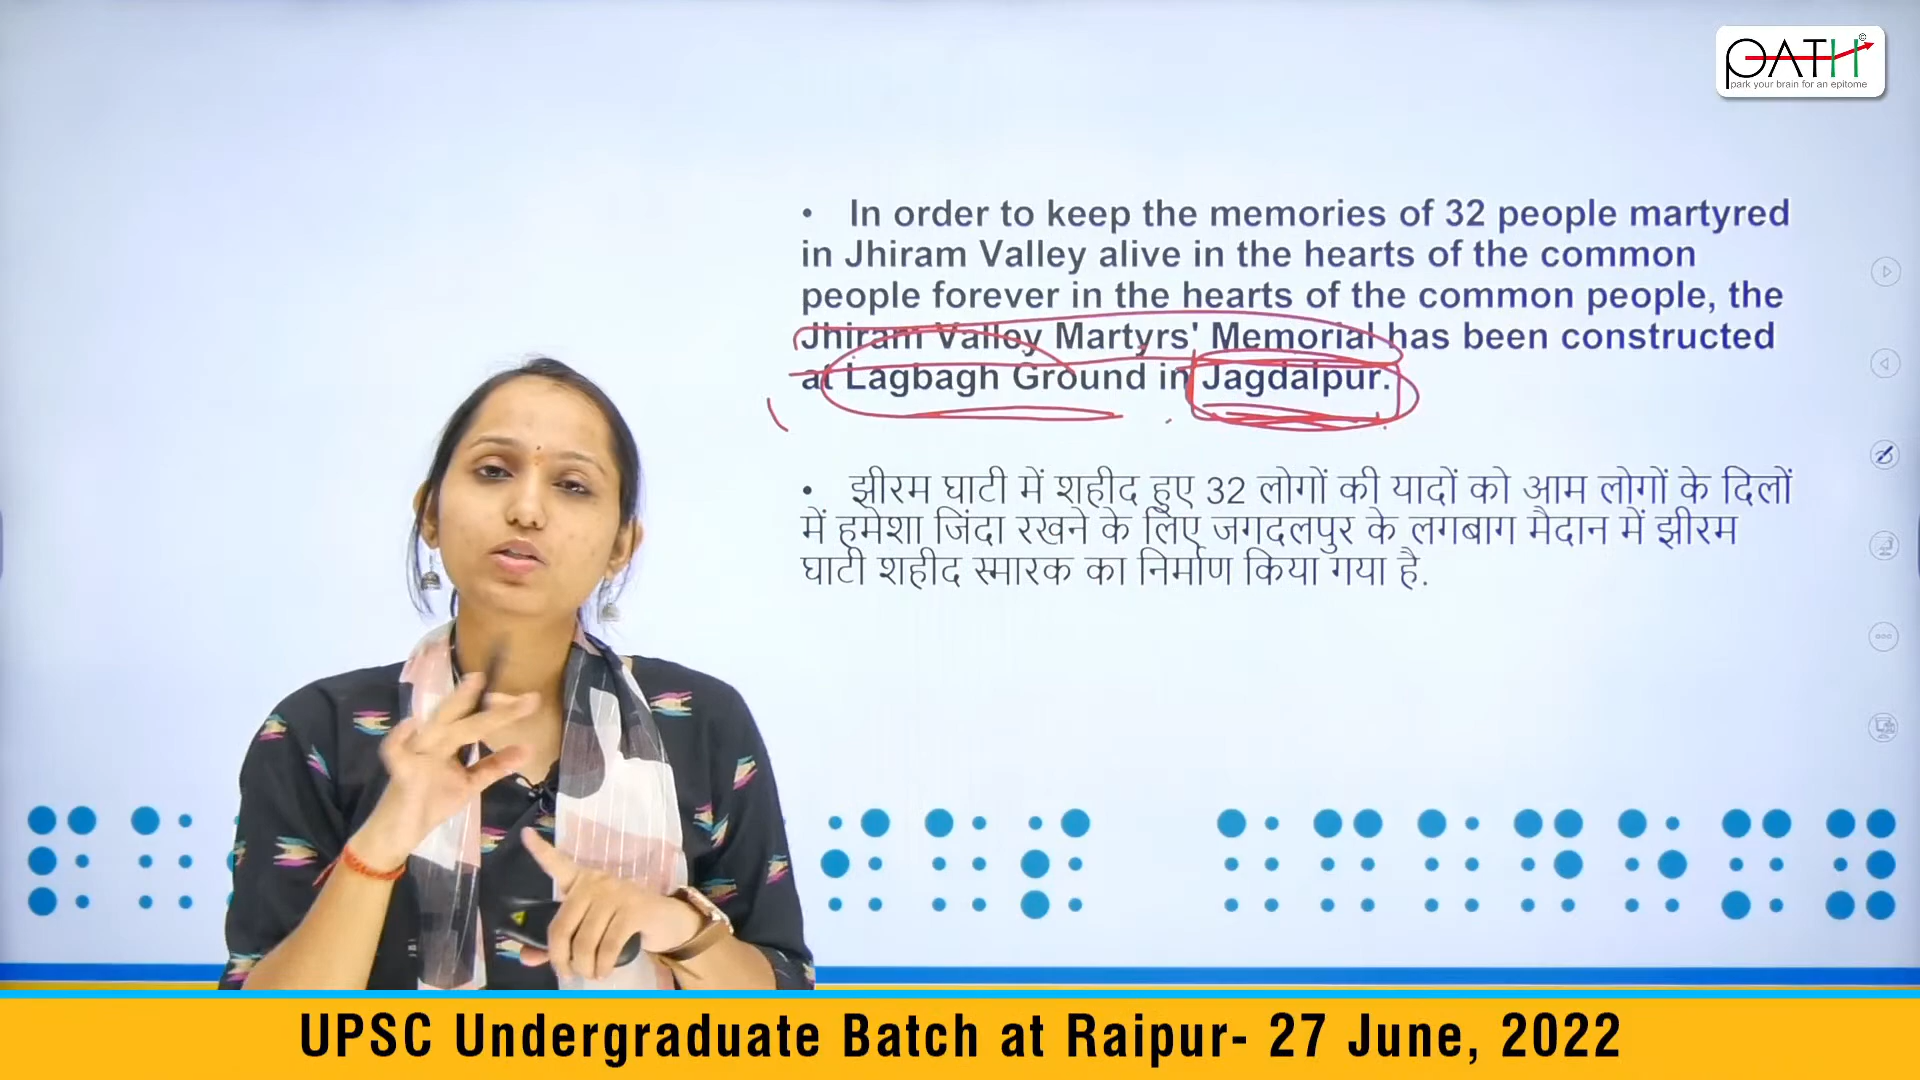 PATH ©
park your brain for an epitome
• In order to keep the memories of 32 people martyred
in Jhiram Valley alive in the hearts of the common
people forever in the hearts of the common people, the
Jhiram Valley Martyrs' Memorial has been constructed
at Lagbagh Ground in Jagdalpur.
• झीरम घाटी में शहीद हुए 32 लोगों की यादों को आम लोगों के दिलों
में हमेशा जिंदा रखने के लिए जगदलपुर के लगबाग मैदान में झीरम
घाटी शहीद स्मारक का निर्माण किया गया है.
UPSC Undergraduate Batch at Raipur- 27 June, 2022